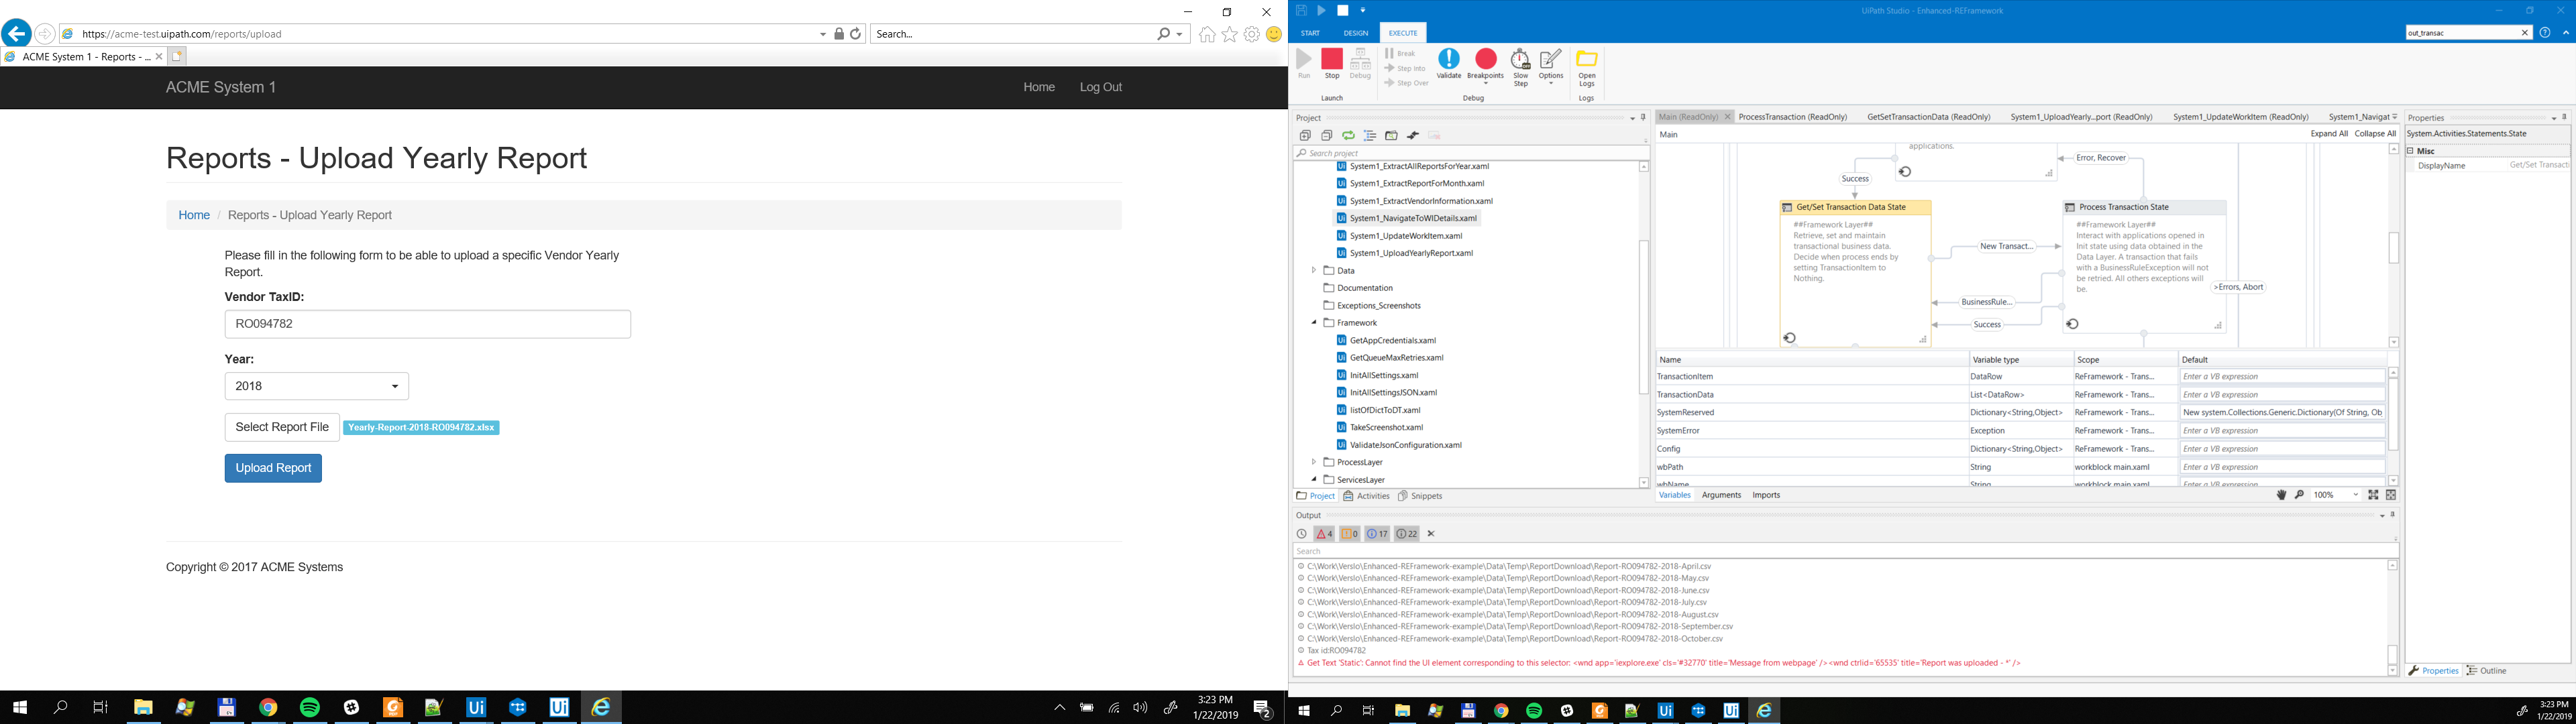 https://acme-test.uipath.com/reports/upload
Search...
ACME System 1 - Reports - ...
ACME System 1
Home
Log Out
Reports - Upload Yearly Report
Home / Reports - Upload Yearly Report
Please fill in the following form to be able to upload a specific Vendor Yearly
Report.
Vendor TaxID:
RO094782
Year:
2018
Select Report File
Yearly-Report-2018-RO094782.xlsx
Upload Report
Copyright © 2017 ACME Systems
3:23 PM
1/22/2019
2
UiPath Studio - Enhanced-REFramework
START
DESIGN
EXECUTE
out_transac
Run
Stop
Debug
Break
Step Into
Step Over
Validate
Breakpoints
Slow
Step
Options
Open
Logs
Launch
Debug
Logs
Project
Search project
System1_ExtractAllReportsForYear.xaml
System1_ExtractReportForMonth.xaml
System1_ExtractVendorInformation.xaml
System1_NavigateToWIDetails.xaml
System1_UpdateWorkItem.xaml
System1_UploadYearlyReport.xaml
Data
Documentation
Exceptions_Screenshots
Framework
GetAppCredentials.xaml
GetQueueMaxRetries.xaml
InitAllSettings.xaml
InitAllSettingsJSON.xaml
listOfDictToDT.xaml
TakeScreenshot.xaml
ValidateJsonConfiguration.xaml
ProcessLayer
ServicesLayer
Project
Activities
Snippets
Main (ReadOnly)
ProcessTransaction (ReadOnly)
GetSetTransactionData (ReadOnly)
System1_UploadYearly...port (ReadOnly)
System1_UpdateWorkItem (ReadOnly)
System1_Navigat
Main
Expand All
Collapse All
applications.
Error, Recover
Success
Get/Set Transaction Data State
##Framework Layer##
Retrieve, set and maintain
transactional business data.
Decide when process ends by
setting TransactionItem to
Nothing.
New Transact...
BusinessRule...
Success
Process Transaction State
##Framework Layer##
Interact with applications opened in
Init state using data obtained in the
Data Layer. A transaction that fails
with a BusinessRuleException will not
be retried. All others exceptions will
be.
>Errors, Abort
Name Variable type Scope Default
TransactionItem DataRow ReFramework - Trans... Enter a VB expression
TransactionData List<DataRow> ReFramework - Trans... Enter a VB expression
SystemReserved Dictionary<String,Object> ReFramework - Trans... New system.Collections.Generic.Dictionary(Of String, Ob
SystemError Exception ReFramework - Trans... Enter a VB expression
Config Dictionary<String,Object> ReFramework - Trans... Enter a VB expression
wbPath String workblock main.xaml Enter a VB expression
wbName String workblock main.xaml Enter a VB expression
Variables
Arguments
Imports
100%
Properties
System.Activities.Statements.State
Misc
DisplayName
Get/Set Transacti
Output
4
0
17
22
Search
C:\Work\Verslo\Enhanced-REFramework-example\Data\Temp\ReportDownload\Report-RO094782-2018-April.csv
C:\Work\Verslo\Enhanced-REFramework-example\Data\Temp\ReportDownload\Report-RO094782-2018-May.csv
C:\Work\Verslo\Enhanced-REFramework-example\Data\Temp\ReportDownload\Report-RO094782-2018-June.csv
C:\Work\Verslo\Enhanced-REFramework-example\Data\Temp\ReportDownload\Report-RO094782-2018-July.csv
C:\Work\Verslo\Enhanced-REFramework-example\Data\Temp\ReportDownload\Report-RO094782-2018-August.csv
C:\Work\Verslo\Enhanced-REFramework-example\Data\Temp\ReportDownload\Report-RO094782-2018-September.csv
C:\Work\Verslo\Enhanced-REFramework-example\Data\Temp\ReportDownload\Report-RO094782-2018-October.csv
Tax id:RO094782
Get Text 'Static': Cannot find the UI element corresponding to this selector: <wnd app='iexplore.exe' cls='#32770' title='Message from webpage' /><wnd ctrlid='65535' title='Report was uploaded - *' />
Properties
Outline
3:23 PM
1/22/2019